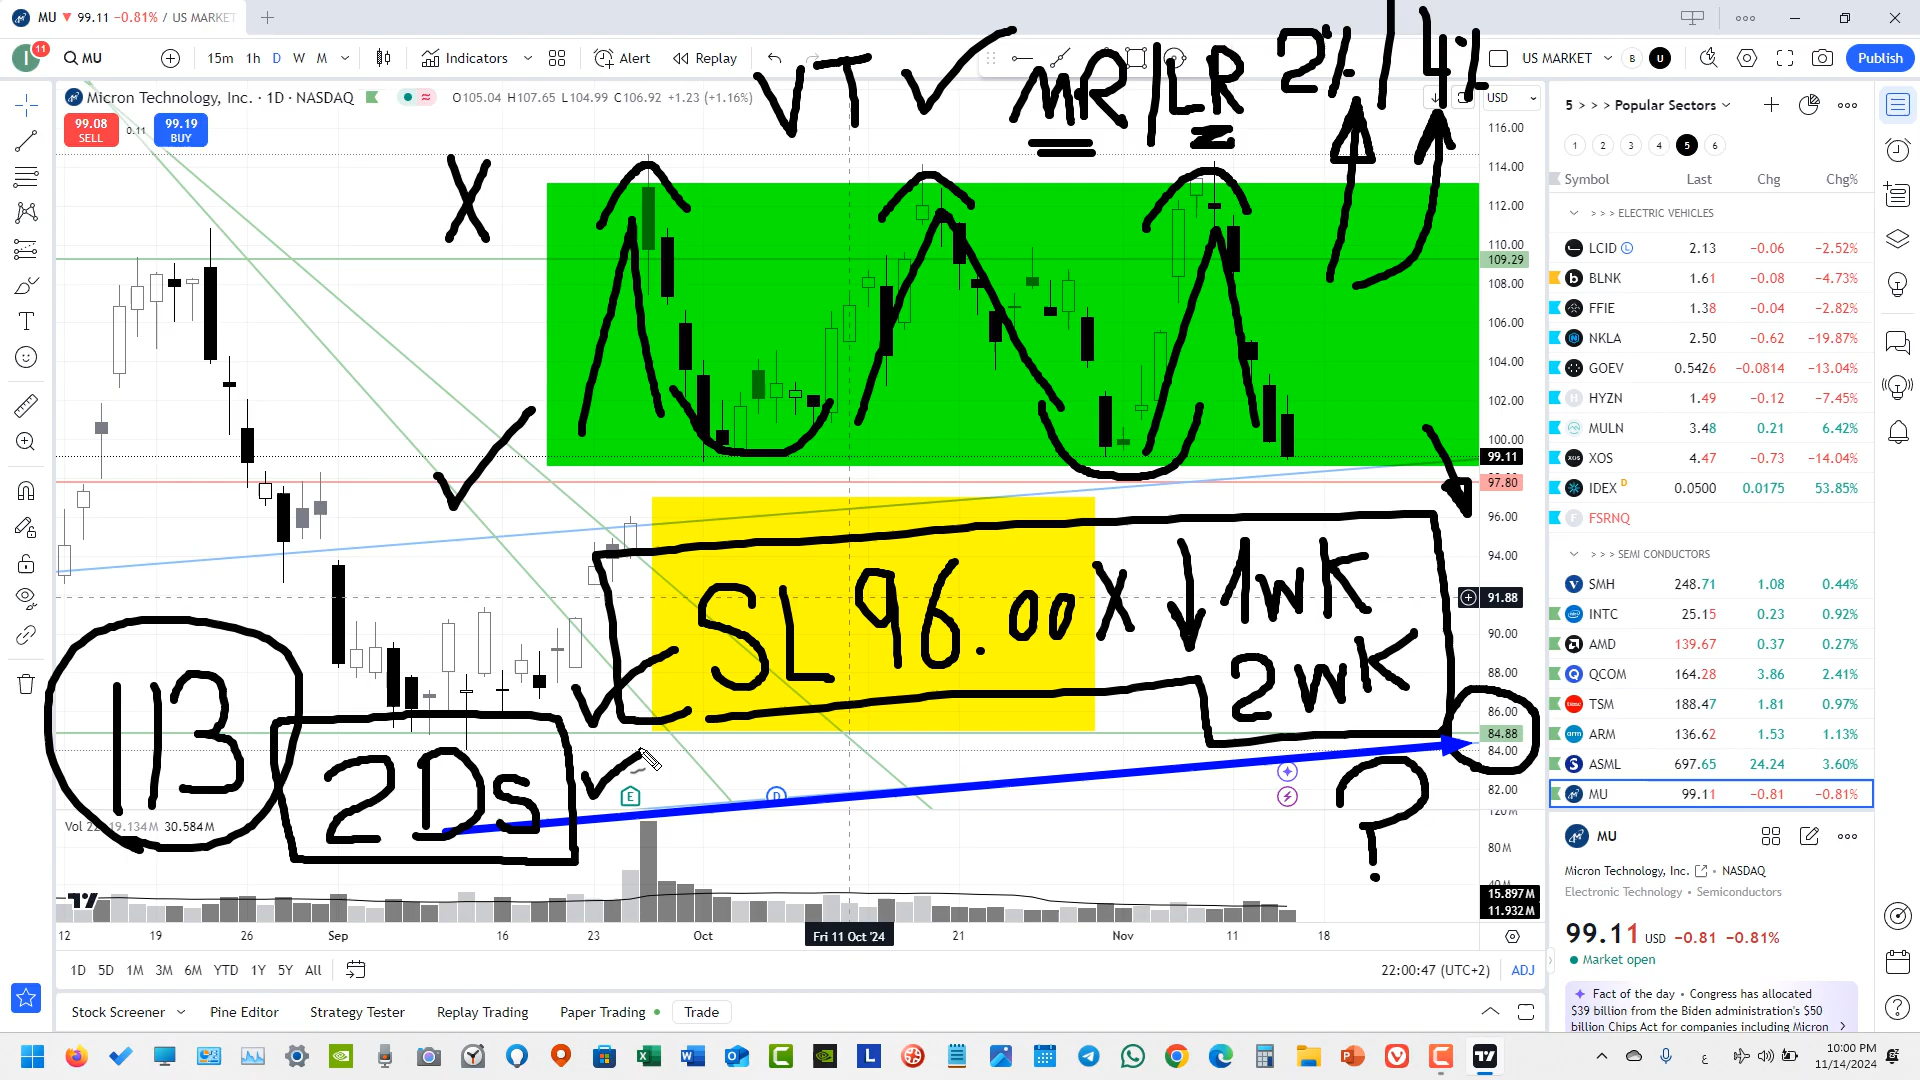 MU ▼ 99.11 −0.81% / US MARKET
I 11 MU 15m 1h D W M Indicators Alert Replay US MARKET B U Publish
Micron Technology, Inc. · 1D · NASDAQ O105.04 H107.65 L104.99 C106.92 +1.23 (+1.16%)
99.08 SELL 0.11 99.19 BUY
VT ✓ MR/LR 2% / 4%
X
✓
SL 96.00 X ↓ 1wK
2 wK
113
2Ds
?
USD
116.00
114.00
112.00
110.00
109.29
108.00
106.00
104.00
102.00
100.00
99.11
97.80
96.00
94.00
91.88
90.00
88.00
86.00
84.88
84.00
82.00
80M
15.897M
11.932M
E D
30.584M
12 19 26 Sep 16 23 Oct Fri 11 Oct '24 21 Nov 11 18
1D 5D 1M 3M 6M YTD 1Y 5Y All 22:00:47 (UTC+2) ADJ
Stock Screener Pine Editor Strategy Tester Replay Trading Paper Trading Trade
5 > > > Popular Sectors
1 2 3 4 5 6
Symbol Last Chg Chg%
> > > ELECTRIC VEHICLES
LCID L 2.13 −0.06 −2.52%
BLNK 1.61 −0.08 −4.73%
FFIE 1.38 −0.04 −2.82%
NKLA 2.50 −0.62 −19.87%
GOEV 0.5426 −0.0814 −13.04%
HYZN 1.49 −0.12 −7.45%
MULN 3.48 0.21 6.42%
XOS 4.47 −0.73 −14.04%
IDEX D 0.0500 0.0175 53.85%
F FSRNQ
> > > SEMI CONDUCTORS
SMH 248.71 1.08 0.44%
INTC 25.15 0.23 0.92%
AMD 139.67 0.37 0.27%
QCOM 164.28 3.86 2.41%
TSM 188.47 1.81 0.97%
ARM 136.62 1.53 1.13%
ASML 697.65 24.24 3.60%
MU 99.11 −0.81 −0.81%
MU
Micron Technology, Inc. • NASDAQ
Electronic Technology • Semiconductors
99.11 USD −0.81 −0.81%
Market open
Fact of the day • Congress has allocated
$39 billion from the Biden administration's $50
billion Chips Act for companies including Micron
10:00 PM
11/14/2024